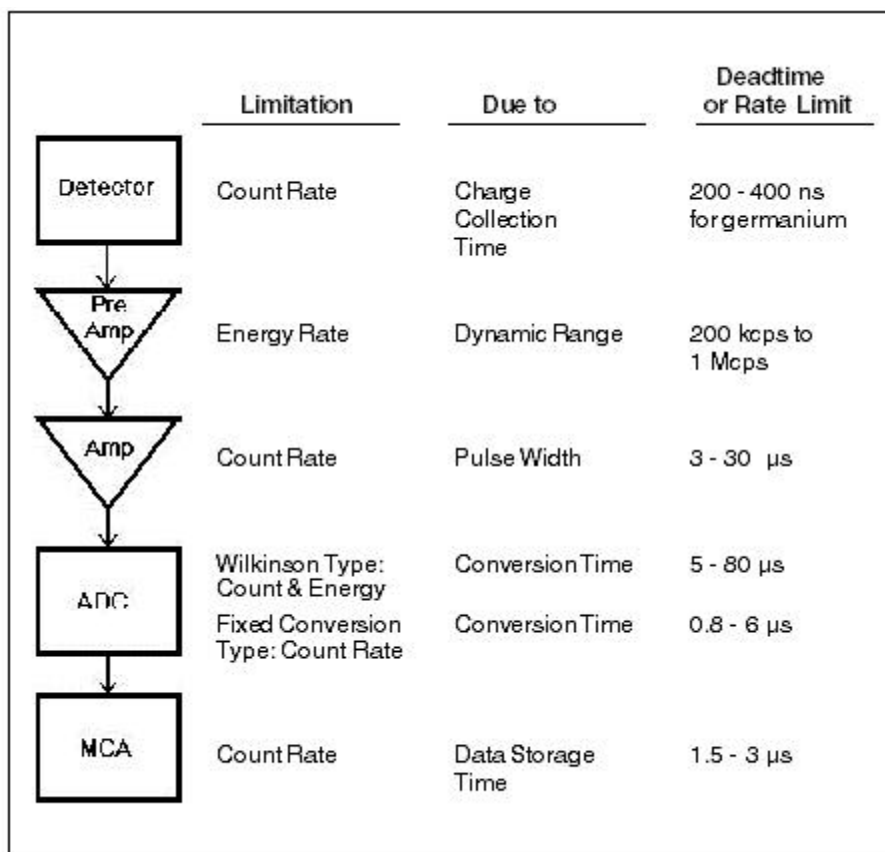 Limitation Due to Deadtime
or Rate Limit
Detector Count Rate Charge
Collection
Time 200 - 400 ns
for germanium
Pre
Amp Energy Rate Dynamic Range 200 kcps to
1 Mcps
Amp Count Rate Pulse Width 3 - 30 µs
ADC Wilkinson Type:
Count & Energy Conversion Time 5 - 80 µs
Fixed Conversion
Type: Count Rate Conversion Time 0.8 - 6 µs
MCA Count Rate Data Storage
Time 1.5 - 3 µs